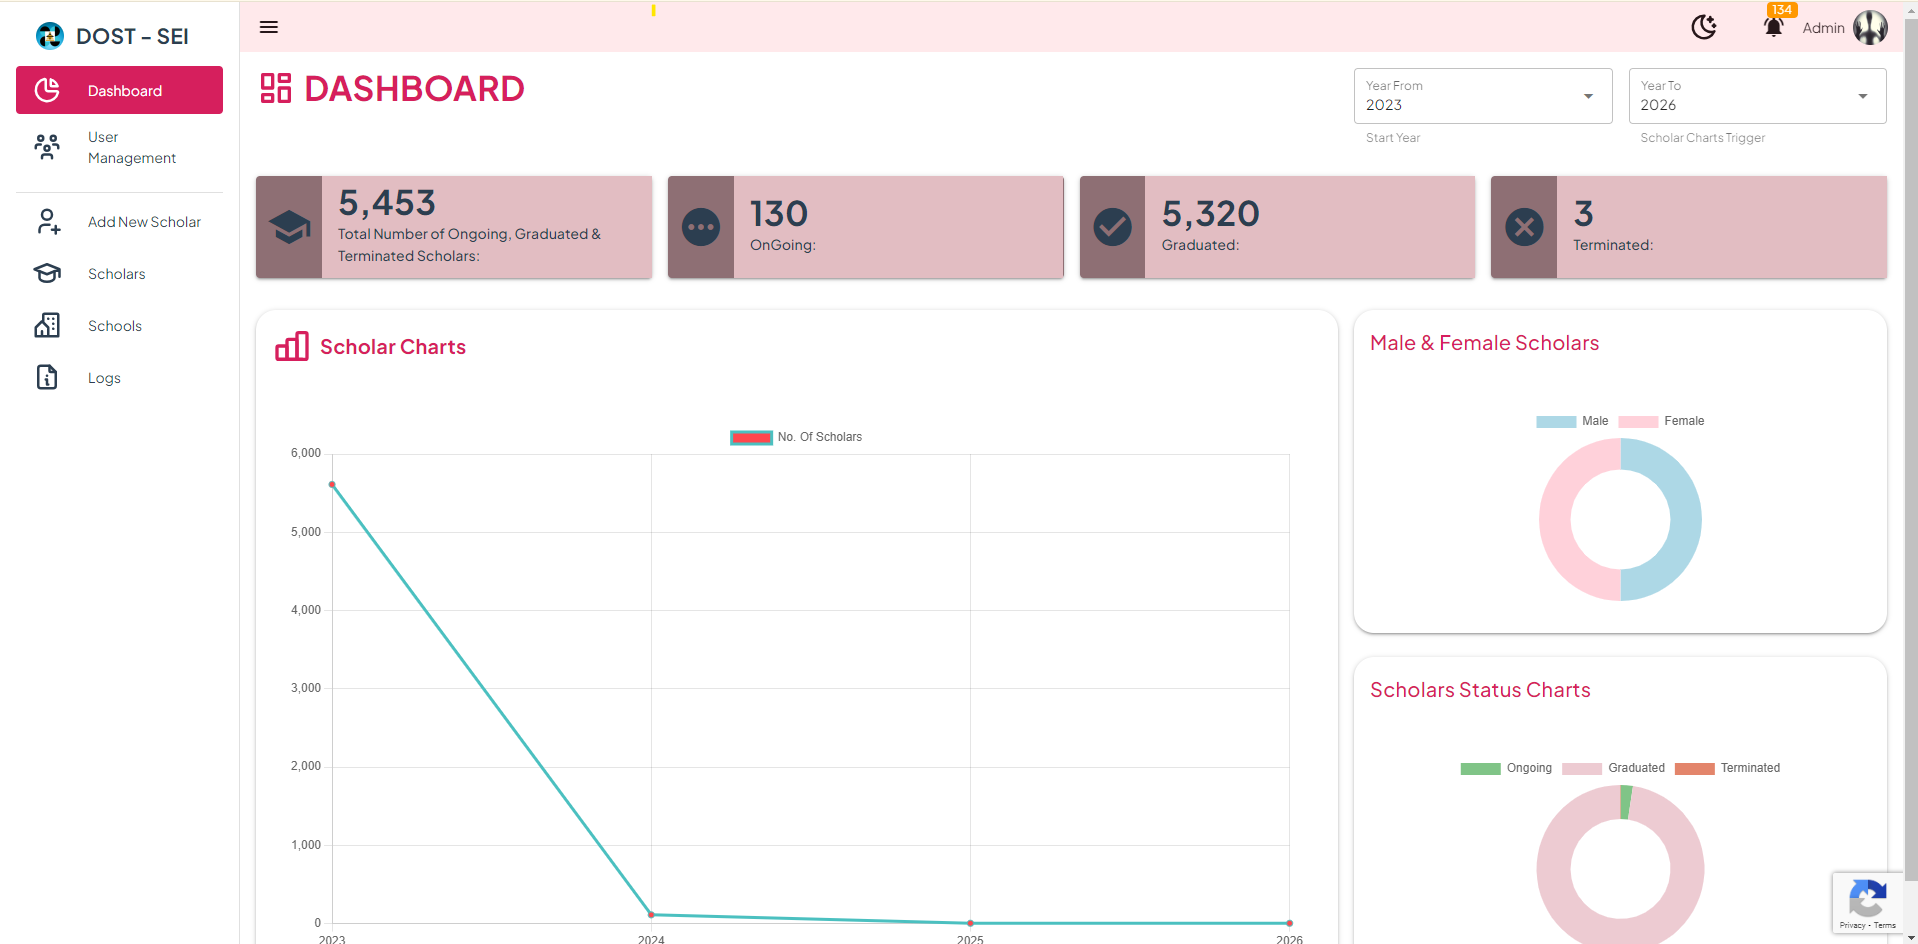 DOST - SEI
Dashboard
User
Management
Add New Scholar
Scholars
Schools
Logs
134
Admin
DASHBOARD
Year From
2023
Start Year
Year To
2026
Scholar Charts Trigger
5,453
Total Number of Ongoing, Graduated &
Terminated Scholars:
130
OnGoing:
5,320
Graduated:
3
Terminated:
Scholar Charts
No. Of Scholars
6,000
5,000
4,000
3,000
2,000
1,000
0
2023 2024 2025 2026
Male & Female Scholars
Male Female
Scholars Status Charts
Ongoing Graduated Terminated
Privacy - Terms